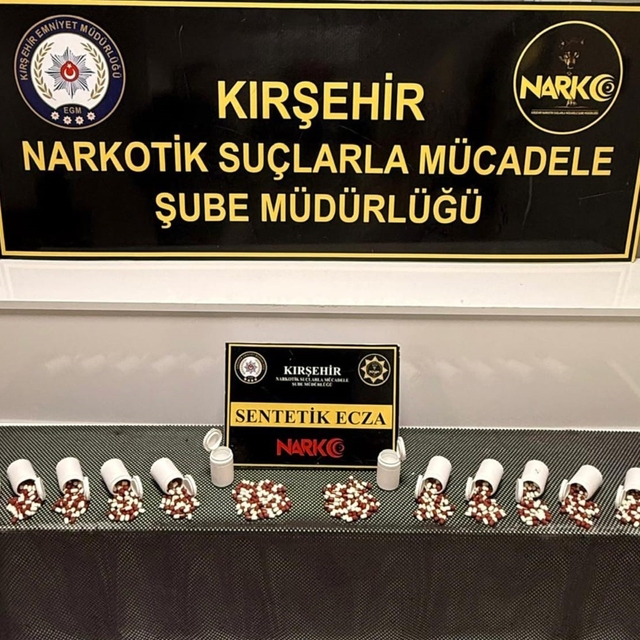 KIRŞEHİR EMNİYET MÜDÜRLÜĞÜ
EGM
NARKO
KIRŞEHİR
NARKOTİK SUÇLARLA MÜCADELE
ŞUBE MÜDÜRLÜĞÜ
KIRŞEHİR
NARKOTİK SUÇLARLA MÜCADELE
ŞUBE MÜDÜRLÜĞÜ
SENTETİK ECZA
NARKO